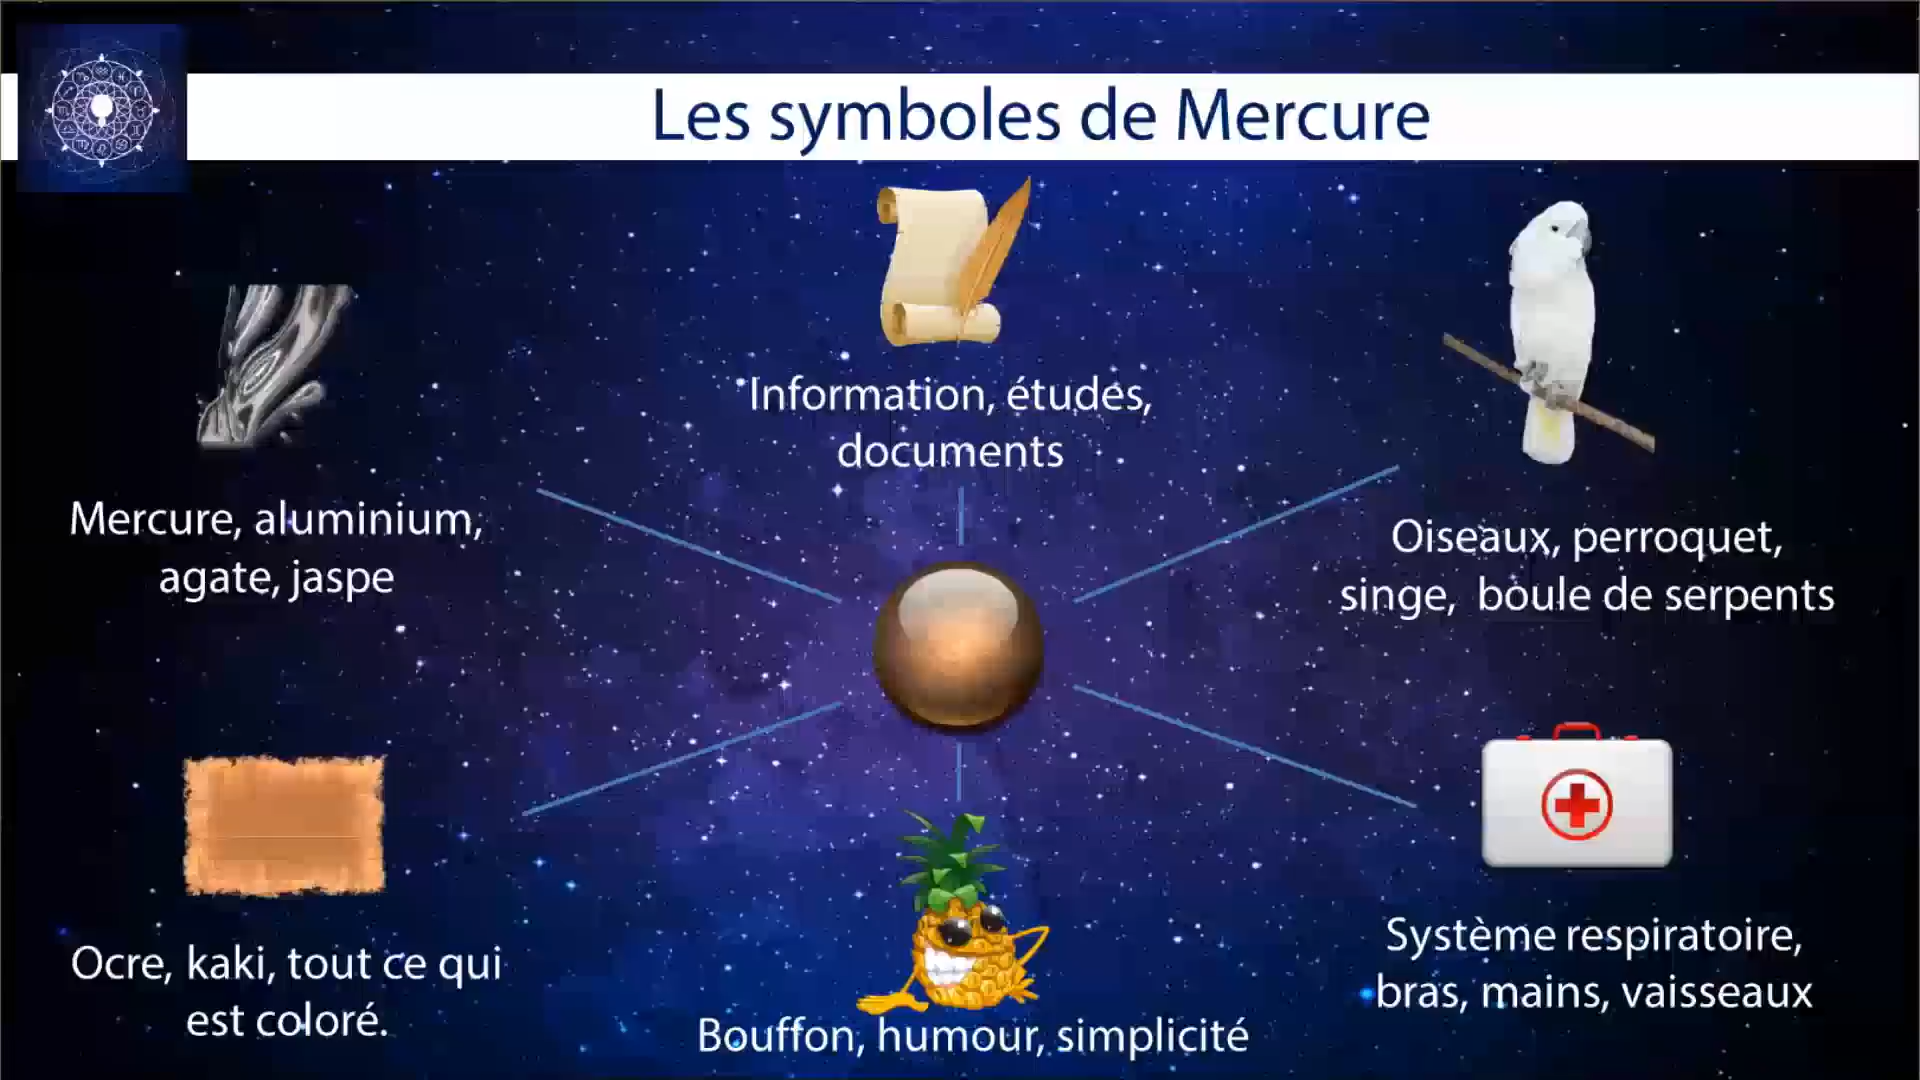 Les symboles de Mercure
Information, études,
documents
Mercure, aluminium,
agate, jaspe
Oiseaux, perroquet,
singe, boule de serpents
Ocre, kaki, tout ce qui
est coloré.
Bouffon, humour, simplicité
Système respiratoire,
bras, mains, vaisseaux